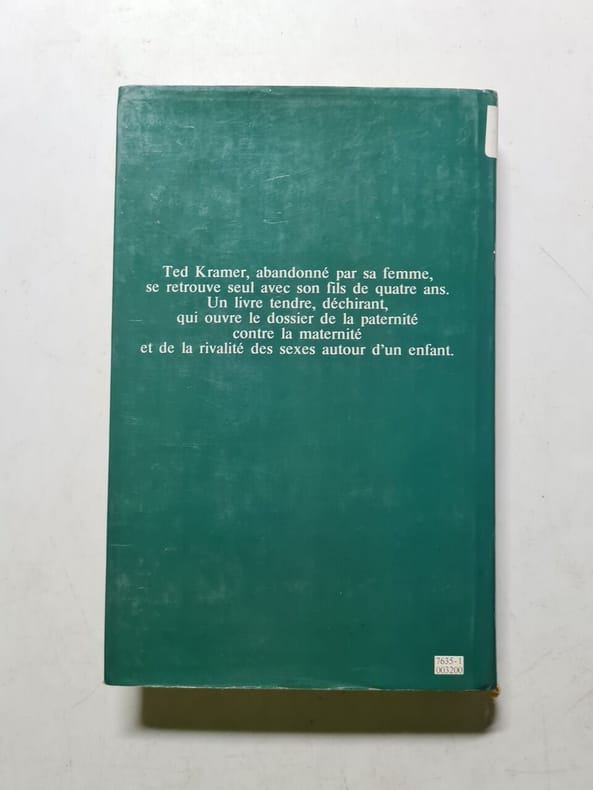 Ted Kramer, abandonné par sa femme,
se retrouve seul avec son fils de quatre ans.
Un livre tendre, déchirant,
qui ouvre le dossier de la paternité
contre la maternité
et de la rivalité des sexes autour d'un enfant.
7635-1
003200